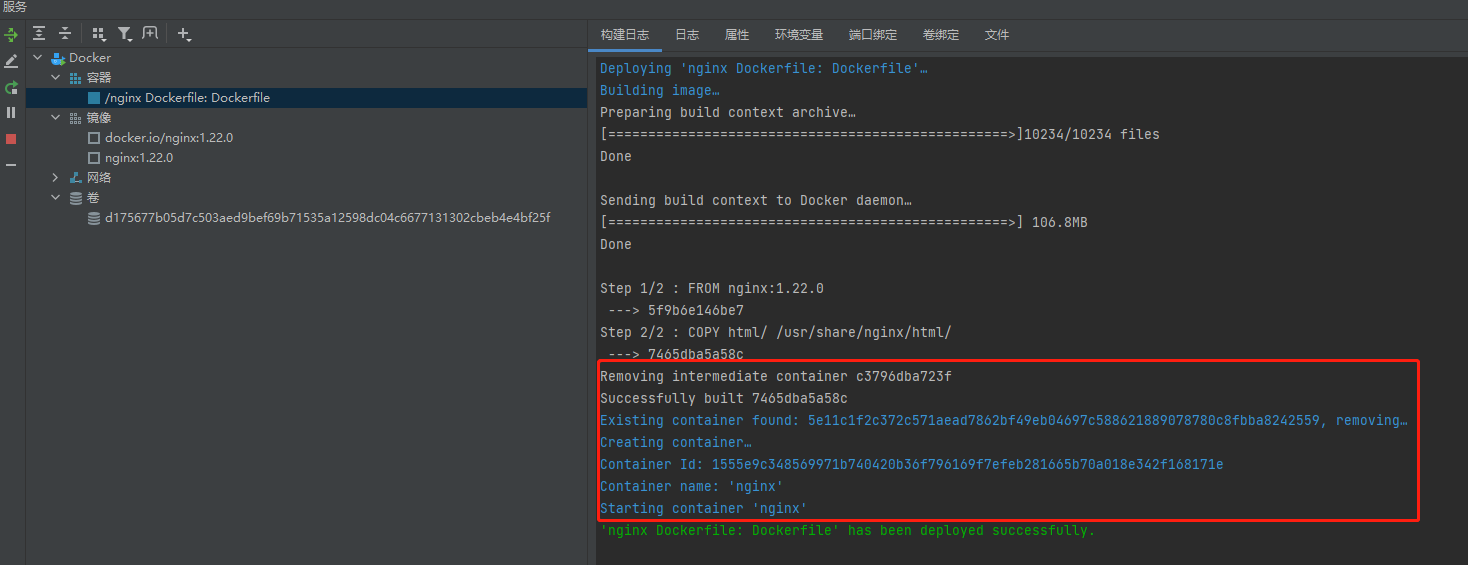 服务
Docker
容器
/nginx Dockerfile: Dockerfile
镜像
docker.io/nginx:1.22.0
nginx:1.22.0
网络
卷
d175677b05d7c503aed9bef69b71535a12598dc04c6677131302cbeb4e4bf25f
构建日志 日志 属性 环境变量 端口绑定 卷绑定 文件
Deploying 'nginx Dockerfile: Dockerfile'…
Building image…
Preparing build context archive…
[==================================================>]10234/10234 files
Done
Sending build context to Docker daemon…
[==================================================>] 106.8MB
Done
Step 1/2 : FROM nginx:1.22.0
---> 5f9b6e146be7
Step 2/2 : COPY html/ /usr/share/nginx/html/
---> 7465dba5a58c
Removing intermediate container c3796dba723f
Successfully built 7465dba5a58c
Existing container found: 5e11c1f2c372c571aead7862bf49eb04697c588621889078780c8fbba8242559, removing…
Creating container…
Container Id: 1555e9c348569971b740420b36f796169f7efeb281665b70a018e342f168171e
Container name: 'nginx'
Starting container 'nginx'
'nginx Dockerfile: Dockerfile' has been deployed successfully.